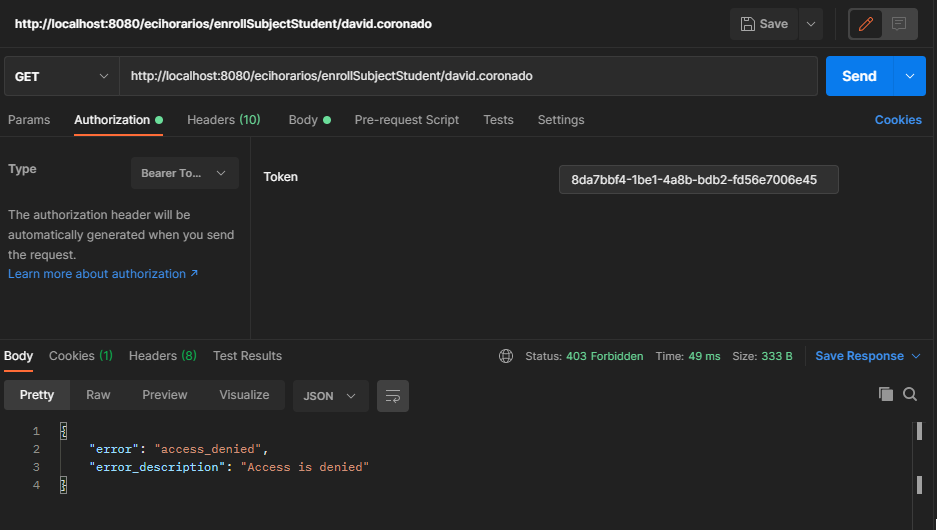 http://localhost:8080/ecihorarios/enrollSubjectStudent/david.coronado
Save
GET
http://localhost:8080/ecihorarios/enrollSubjectStudent/david.coronado
Send
Params
Authorization
Headers (10)
Body
Pre-request Script
Tests
Settings
Cookies
Type
Bearer To...
Token
8da7bbf4-1be1-4a8b-bdb2-fd56e7006e45
The authorization header will be
automatically generated when you send
the request.
Learn more about authorization ↗
Body
Cookies (1)
Headers (8)
Test Results
Status: 403 Forbidden
Time: 49 ms
Size: 333 B
Save Response
Pretty
Raw
Preview
Visualize
JSON
1 {
2 "error": "access_denied",
3 "error_description": "Access is denied"
4 }